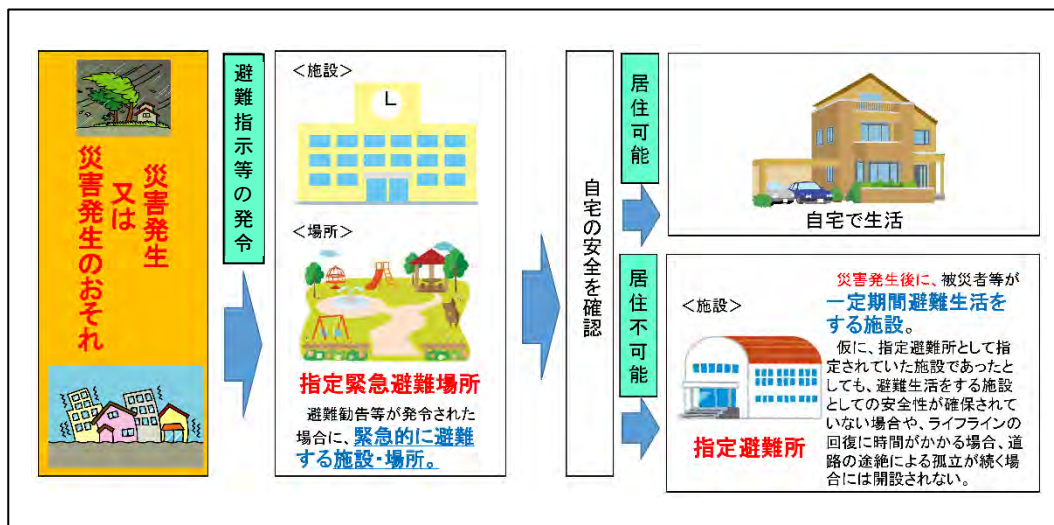 災害発生
又は
災害発生のおそれ
避難指示等の発令
<施設>
<場所>
指定緊急避難場所
避難勧告等が発令された
場合に、緊急的に避難
する施設・場所。
自宅の安全を確認
居住可能
自宅で生活
居住不可能
<施設>
指定避難所
災害発生後に、被災者等が
一定期間避難生活を
する施設。
仮に、指定避難所として指
定されていた施設であったと
しても、避難生活をする施設
としての安全性が確保されて
いない場合や、ライフラインの
回復に時間がかかる場合、道
路の途絶による孤立が続く場
合には開設されない。